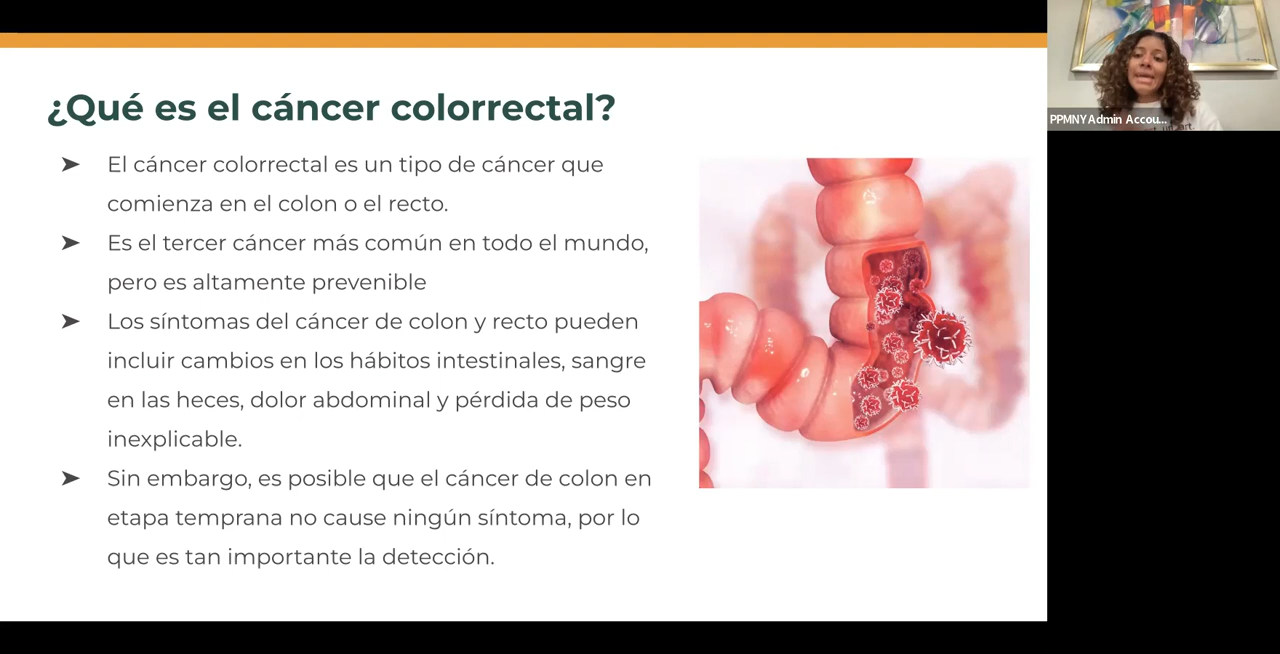 ¿Qué es el cáncer colorrectal?
➤ El cáncer colorrectal es un tipo de cáncer que
comienza en el colon o el recto.
➤ Es el tercer cáncer más común en todo el mundo,
pero es altamente prevenible
➤ Los síntomas del cáncer de colon y recto pueden
incluir cambios en los hábitos intestinales, sangre
en las heces, dolor abdominal y pérdida de peso
inexplicable.
➤ Sin embargo, es posible que el cáncer de colon en
etapa temprana no cause ningún síntoma, por lo
que es tan importante la detección.
PPMNY Admin Accou...